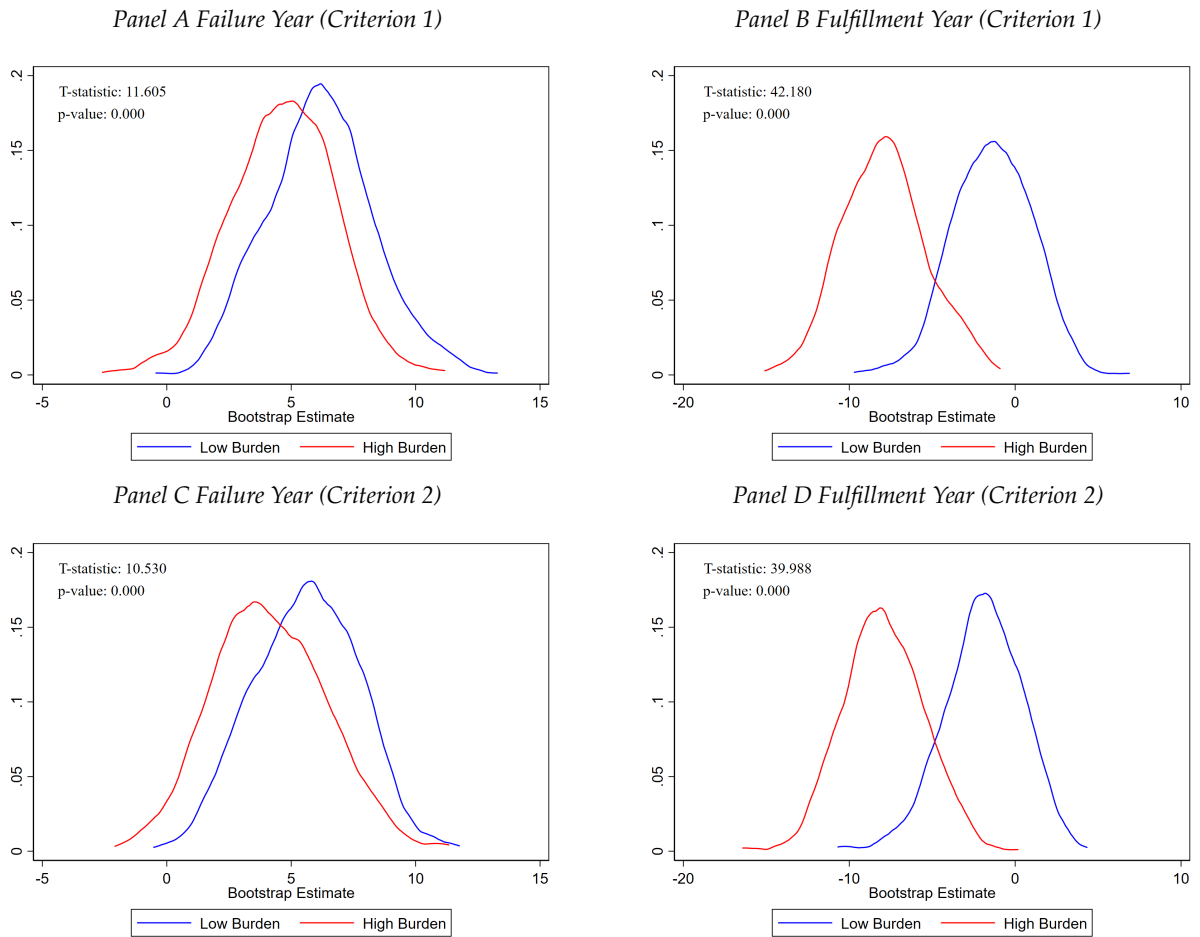 Panel A Failure Year (Criterion 1)
.2
.15
.1
.05
0
T-statistic: 11.605
p-value: 0.000
-5 0 5 10 15
Bootstrap Estimate
Low Burden High Burden
Panel B Fulfillment Year (Criterion 1)
.2
.15
.1
.05
0
T-statistic: 42.180
p-value: 0.000
-20 -10 0 10
Bootstrap Estimate
Low Burden High Burden
Panel C Failure Year (Criterion 2)
.2
.15
.1
.05
0
T-statistic: 10.530
p-value: 0.000
-5 0 5 10 15
Bootstrap Estimate
Low Burden High Burden
Panel D Fulfillment Year (Criterion 2)
.2
.15
.1
.05
0
T-statistic: 39.988
p-value: 0.000
-20 -10 0 10
Bootstrap Estimate
Low Burden High Burden